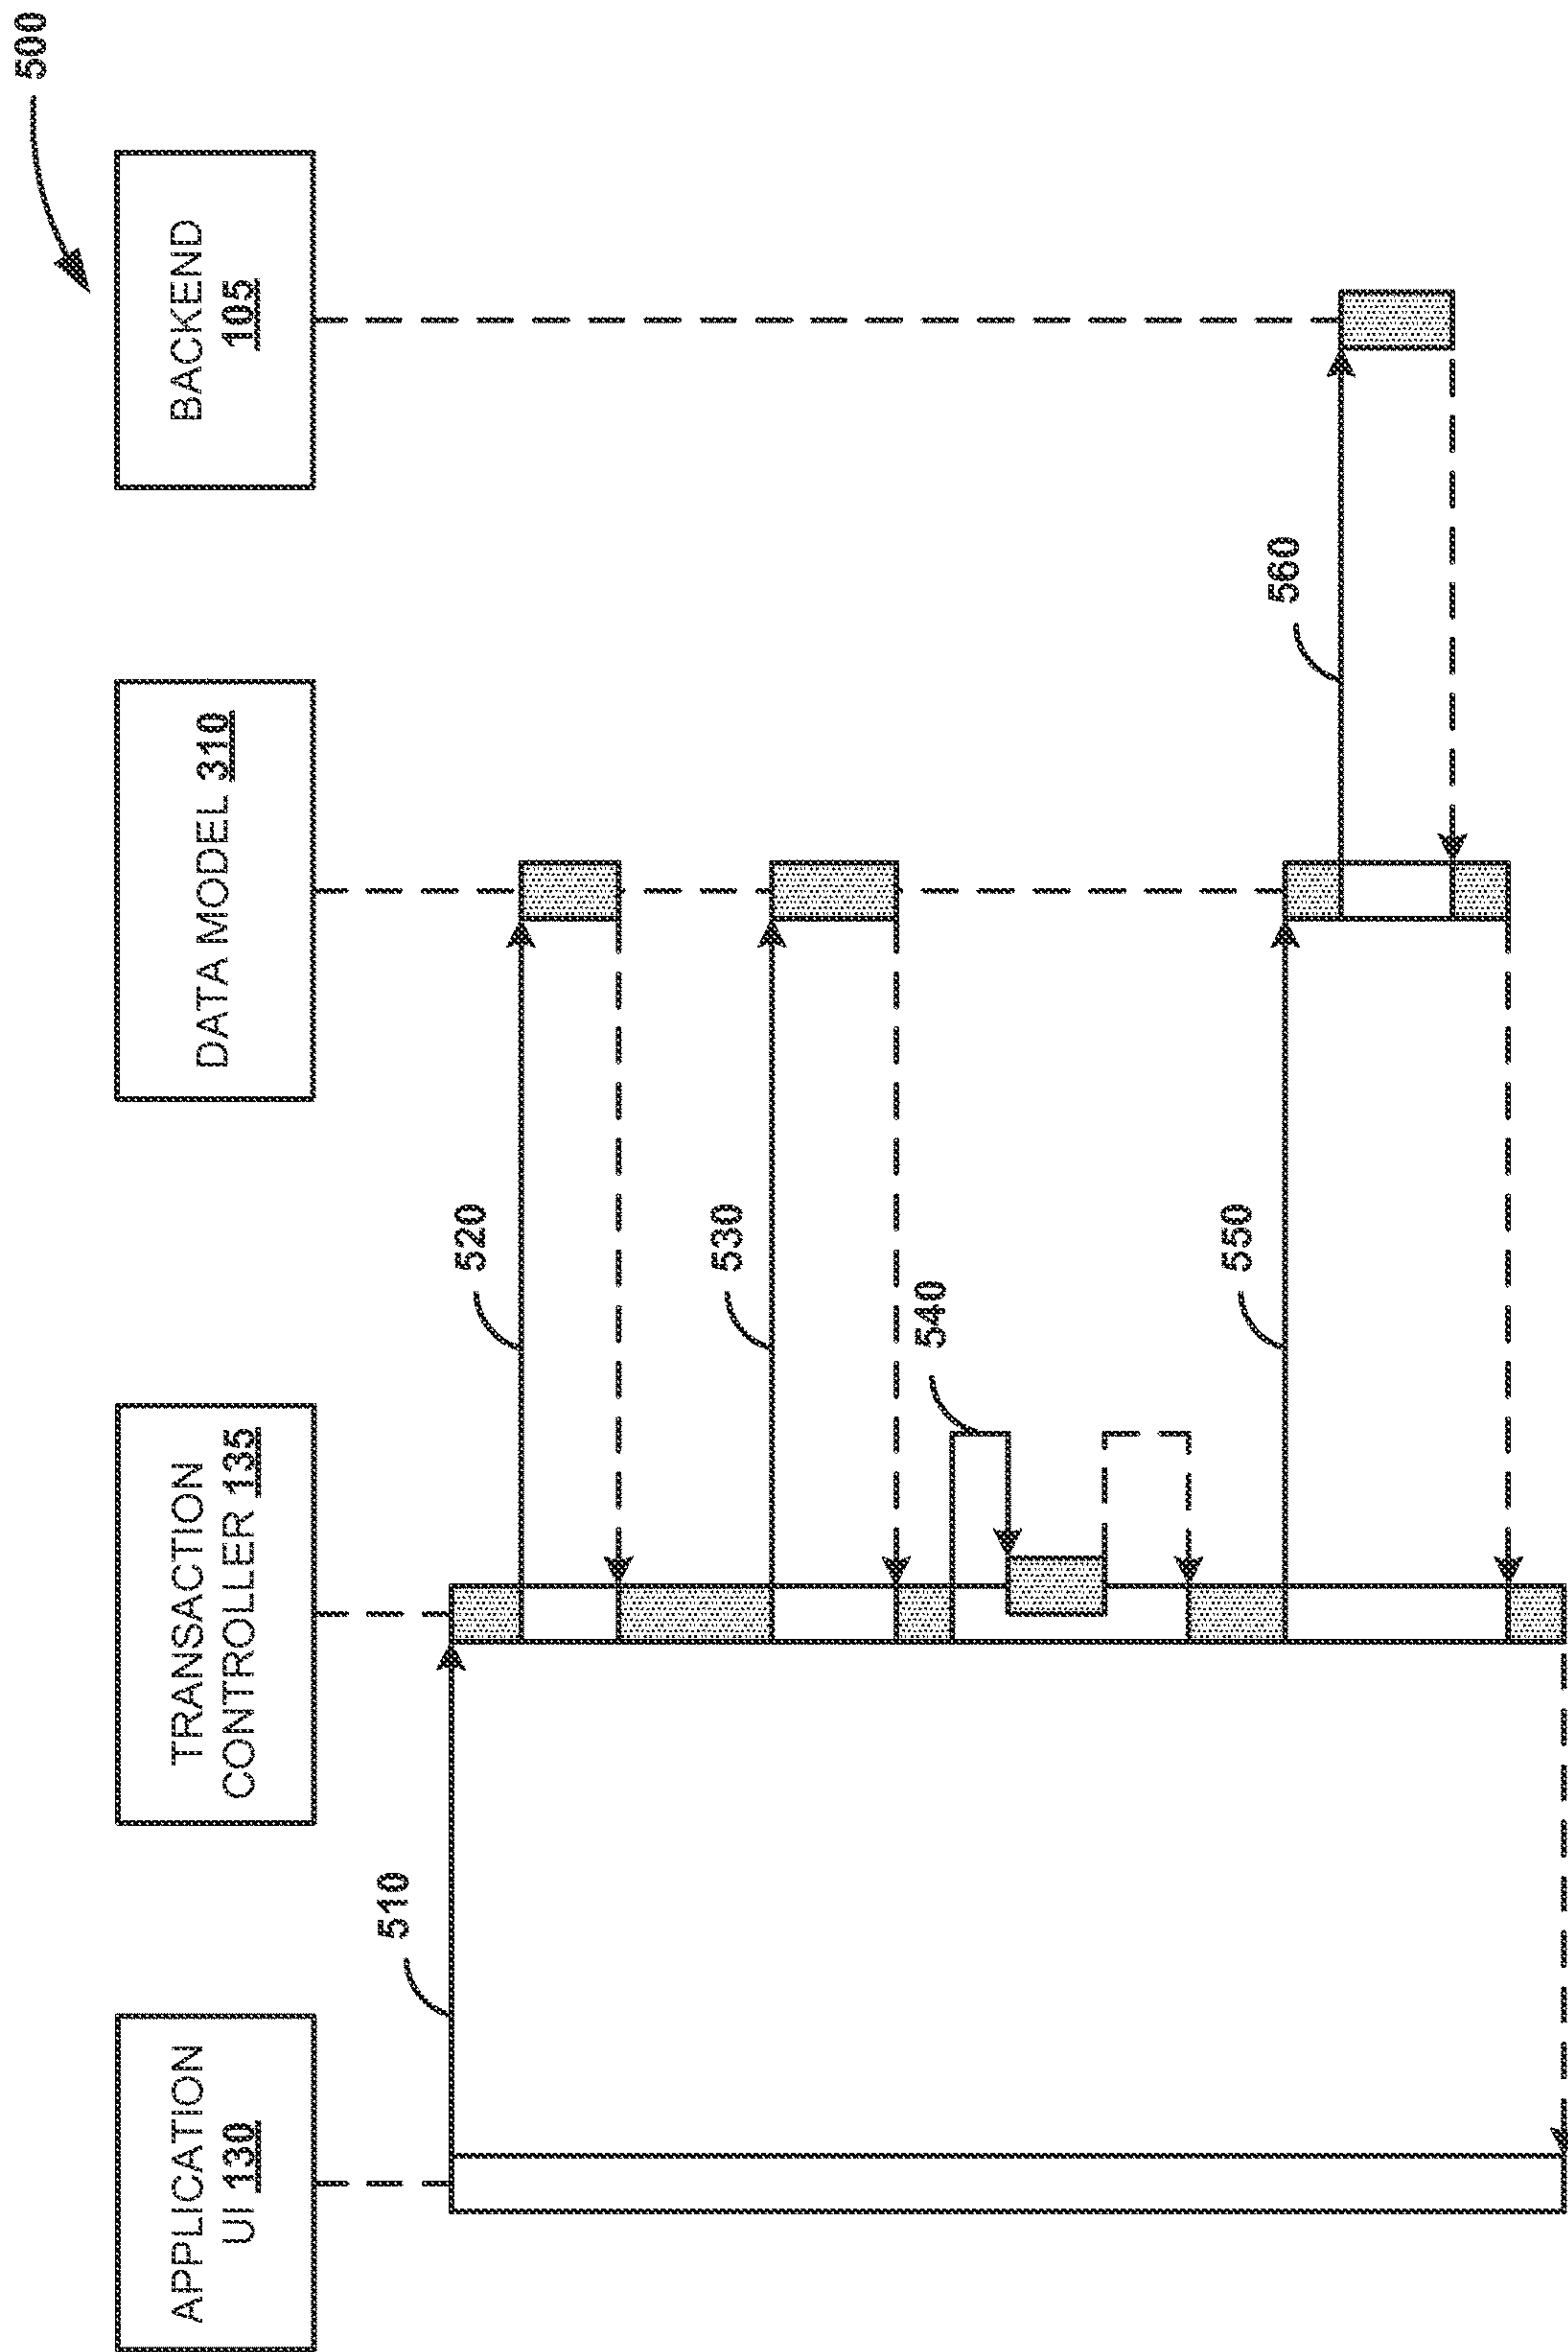 500
APPLICATION
UI 130
TRANSACTION
CONTROLLER 135
DATA MODEL 310
BACKEND
105
510
520
530
540
550
560